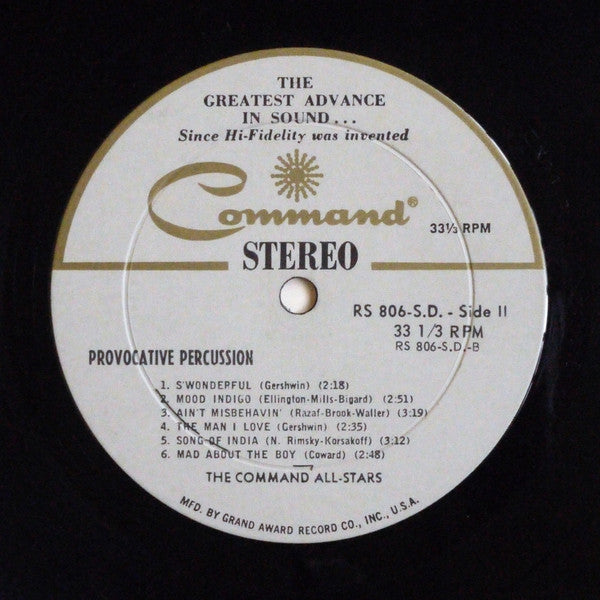 THE
GREATEST ADVANCE
IN SOUND...
Since Hi-Fidelity was invented
Command®
33⅓ RPM
STEREO
RS 806-S.D. - Side II
33 1/3 RPM
RS 806-S.D.-B
PROVOCATIVE PERCUSSION
1. S'WONDEPFUL (Gershwin) (2:18)
2. MOOD INDIGO (Ellington-Mills-Bigard) (2:51)
3. AIN'T MISBEHAVIN' (Razaf-Brook-Waller) (3:19)
4. THE MAN I LOVE (Gershwin) (2:35)
5. SONG OF INDIA (N. Rimsky-Korsakoff) (3:12)
6. MAD ABOUT THE BOY (Coward) (2:48)
THE COMMAND ALL-STARS
MFD. BY GRAND AWARD RECORD CO., INC., U.S.A.